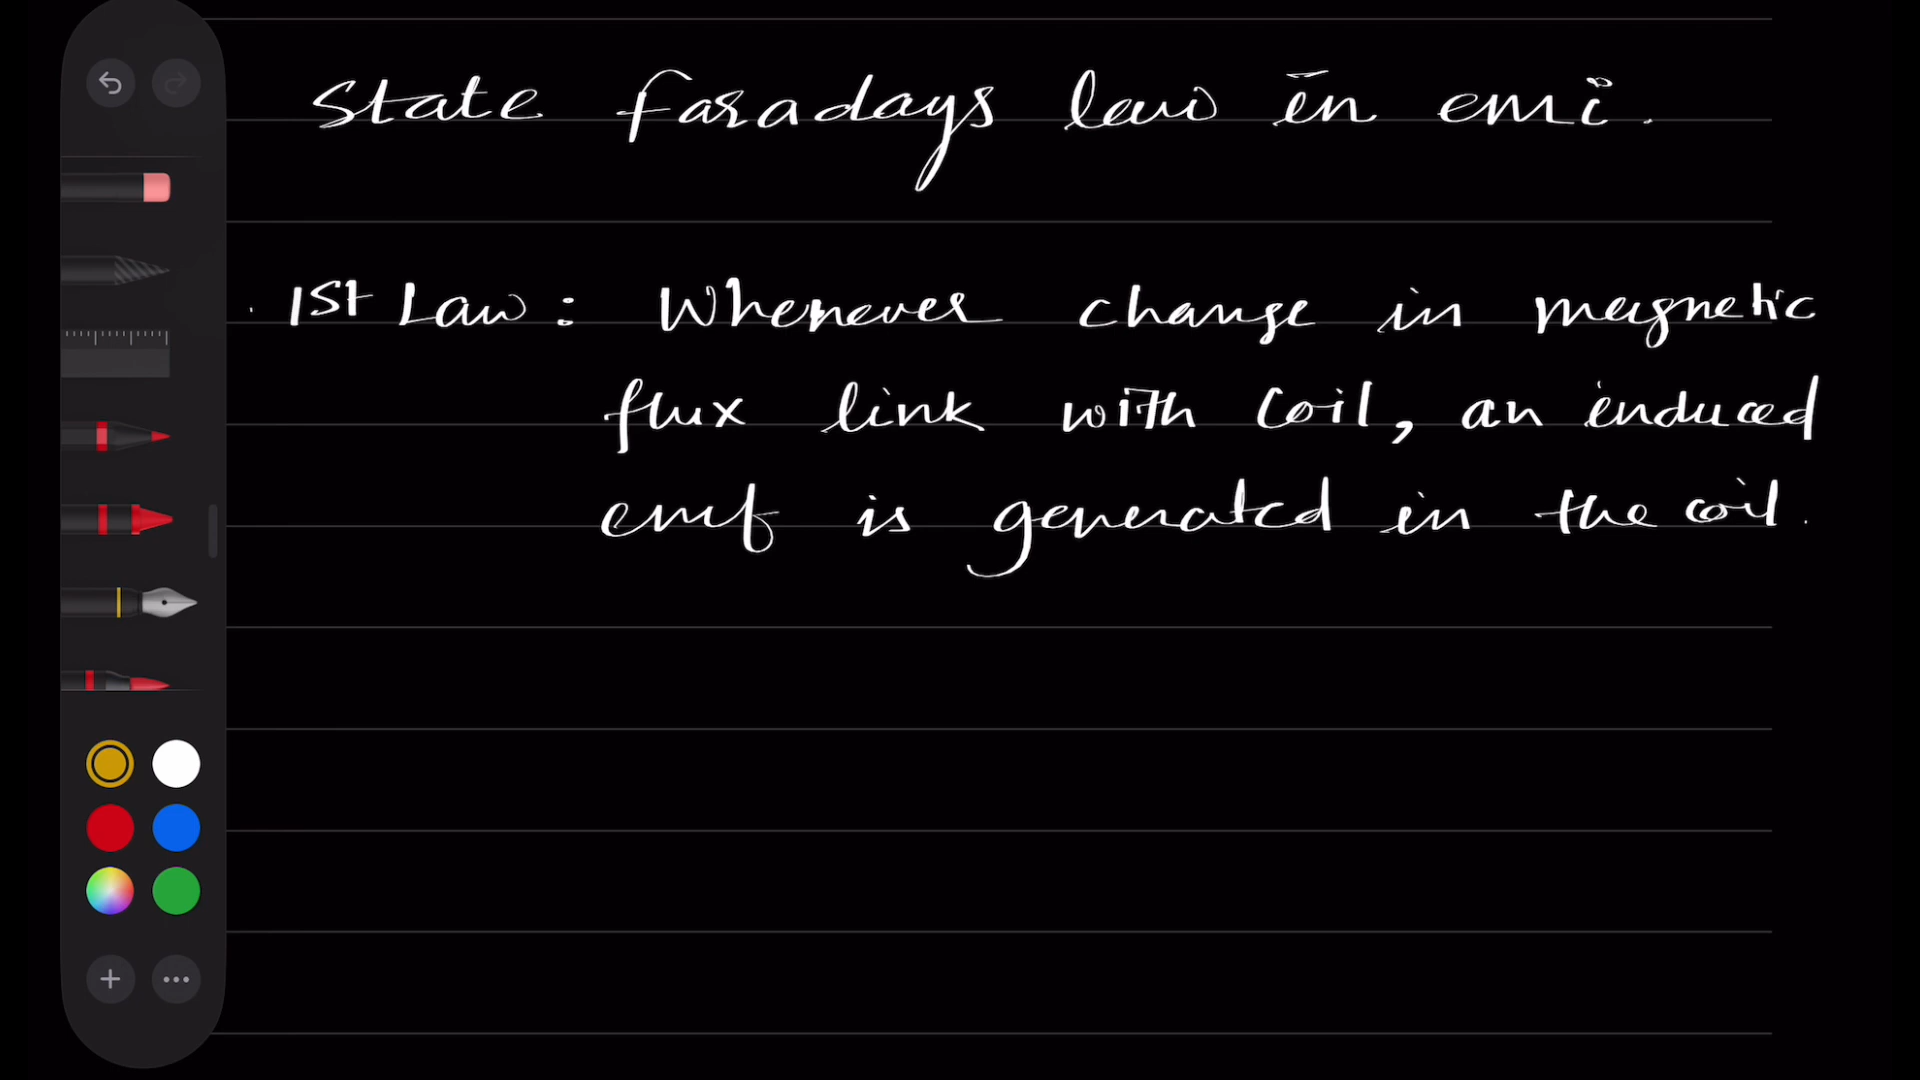 State faradays law in emi.
1st Law : Whenever change in magnetic
flux link with coil, an induced
emf is generated in the coil.